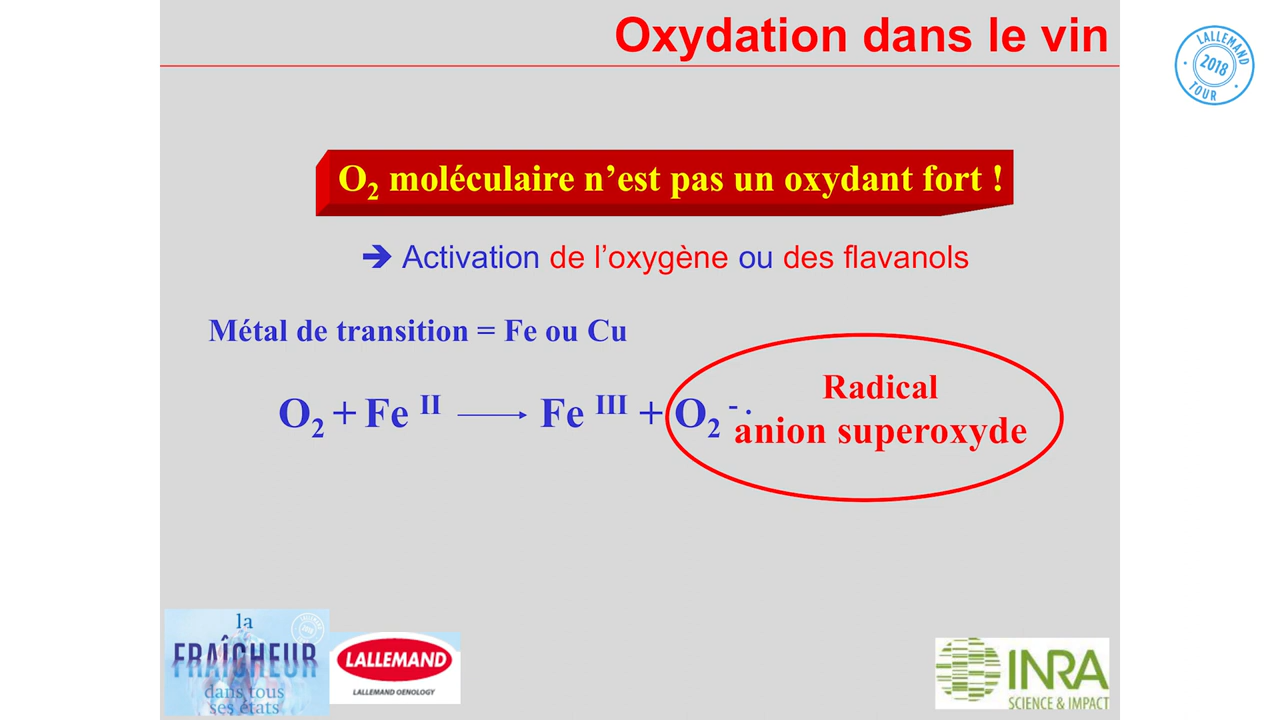 Oxydation dans le vin
LALLEMAND
2018
TOUR
O₂ moléculaire n’est pas un oxydant fort !
➔ Activation de l’oxygène ou des flavanols
Métal de transition = Fe ou Cu
Radical
O₂ + Fe II ⟶ Fe III + O₂ - .
anion superoxyde
la
FRAÎCHEUR
dans tous
ses états
LALLEMAND
LALLEMAND OENOLOGY
INRA
SCIENCE & IMPACT